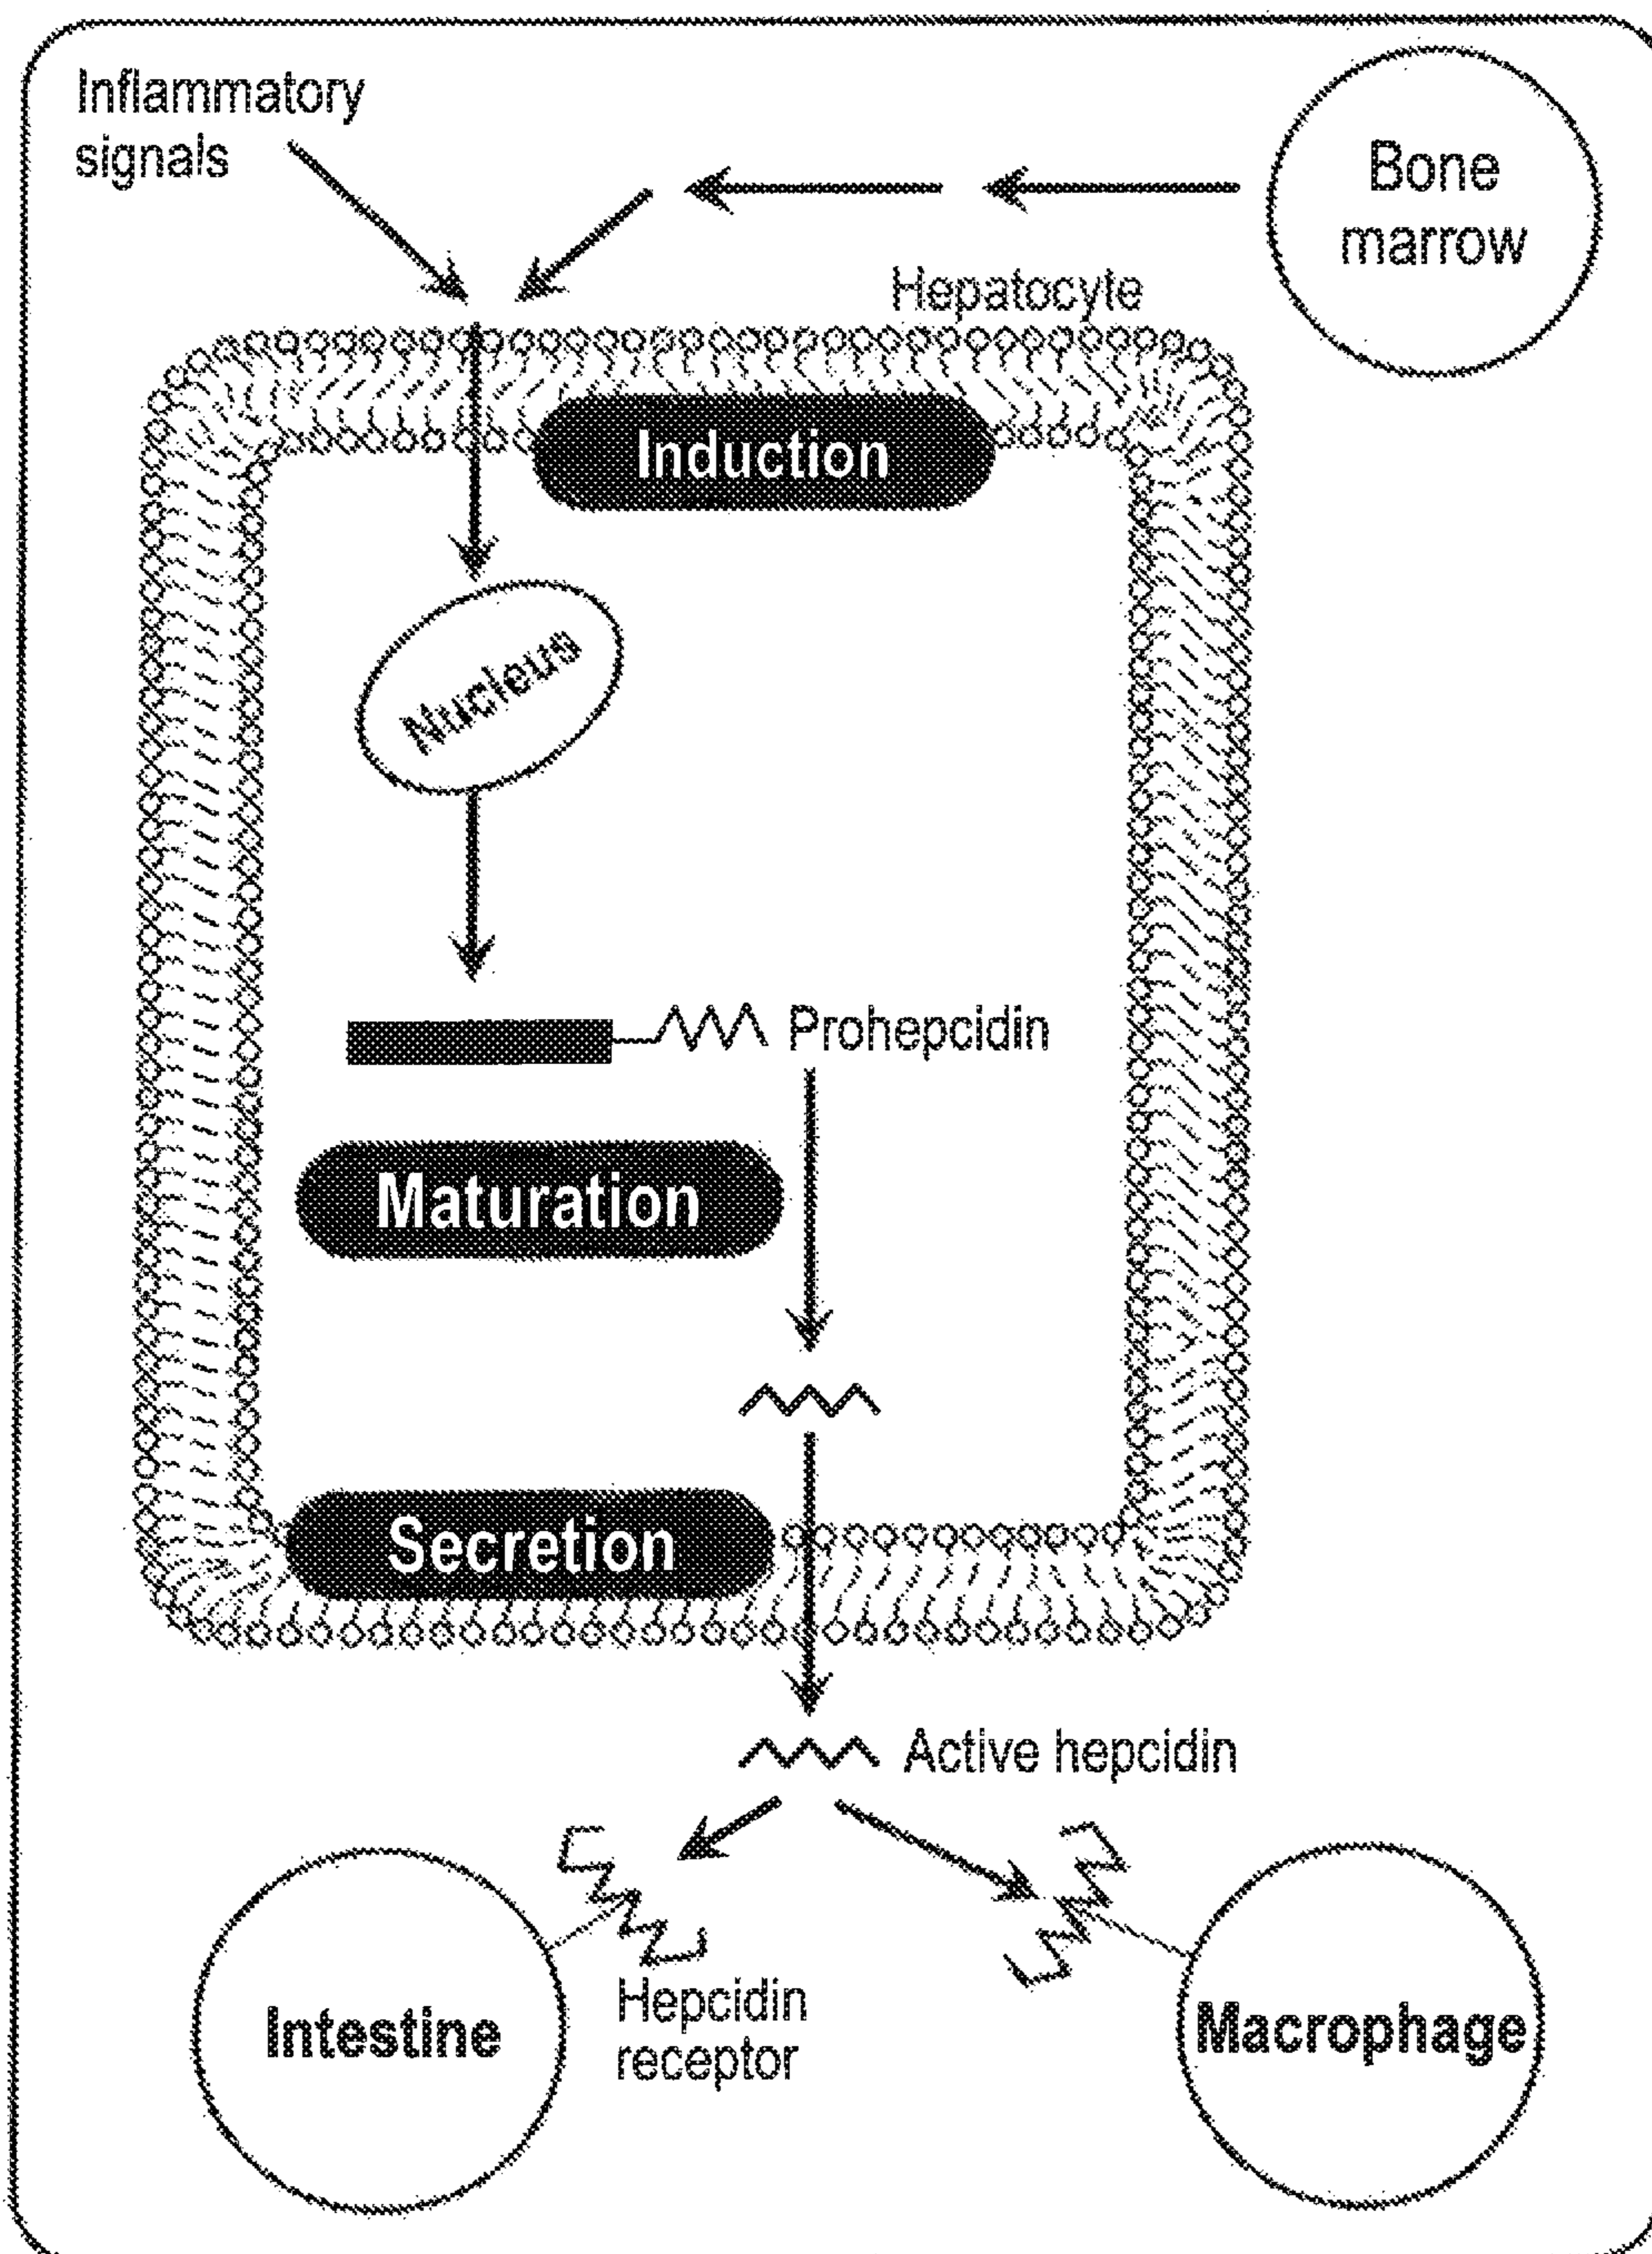 Inflammatory
signals
Bone
marrow
Hepatocyte
Induction
Nucleus
Prohepcidin
Maturation
Secretion
Active hepcidin
Hepcidin
receptor
Intestine
Macrophage